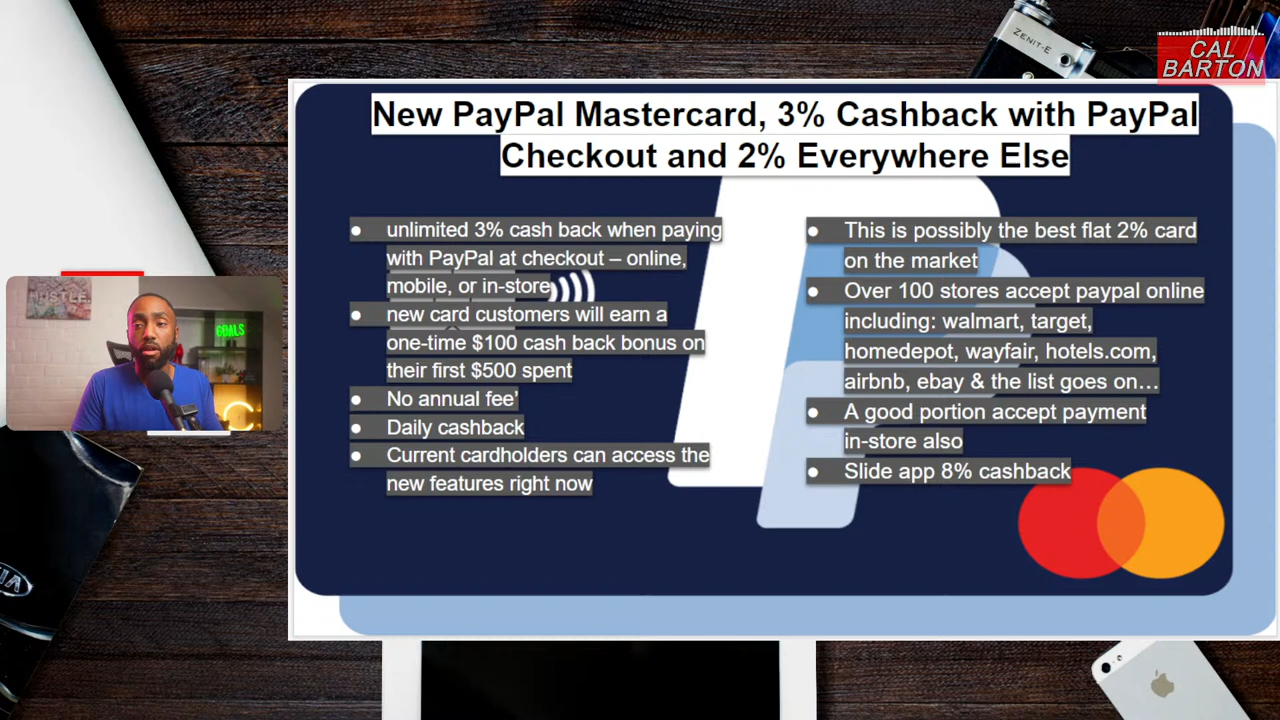 ZENIT-E
CAL
BARTON
New PayPal Mastercard, 3% Cashback with PayPal
Checkout and 2% Everywhere Else
● unlimited 3% cash back when paying
with PayPal at checkout – online,
mobile, or in-store
● new card customers will earn a
one-time $100 cash back bonus on
their first $500 spent
● No annual fee’
● Daily cashback
● Current cardholders can access the
new features right now
● This is possibly the best flat 2% card
on the market
● Over 100 stores accept paypal online
including: walmart, target,
homedepot, wayfair, hotels.com,
airbnb, ebay & the list goes on…
● A good portion accept payment
in-store also
● Slide app 8% cashback
HUSTLE.
GOALS